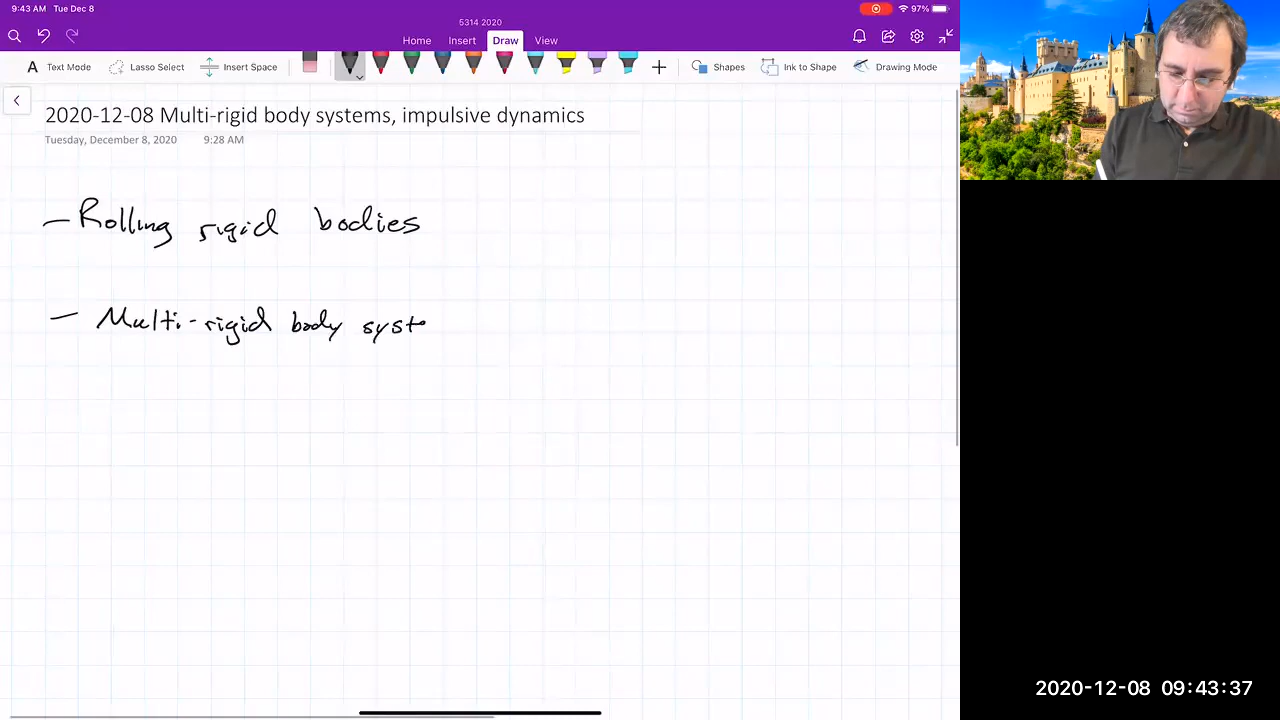 9:43 AM Tue Dec 8
97%
5314 2020
Home Insert Draw View
A Text Mode Lasso Select Insert Space Shapes Ink to Shape Drawing Mode
2020-12-08 Multi-rigid body systems, impulsive dynamics
Tuesday, December 8, 2020 9:28 AM
- Rolling rigid bodies
- Multi-rigid body syst
2020-12-08 09:43:37